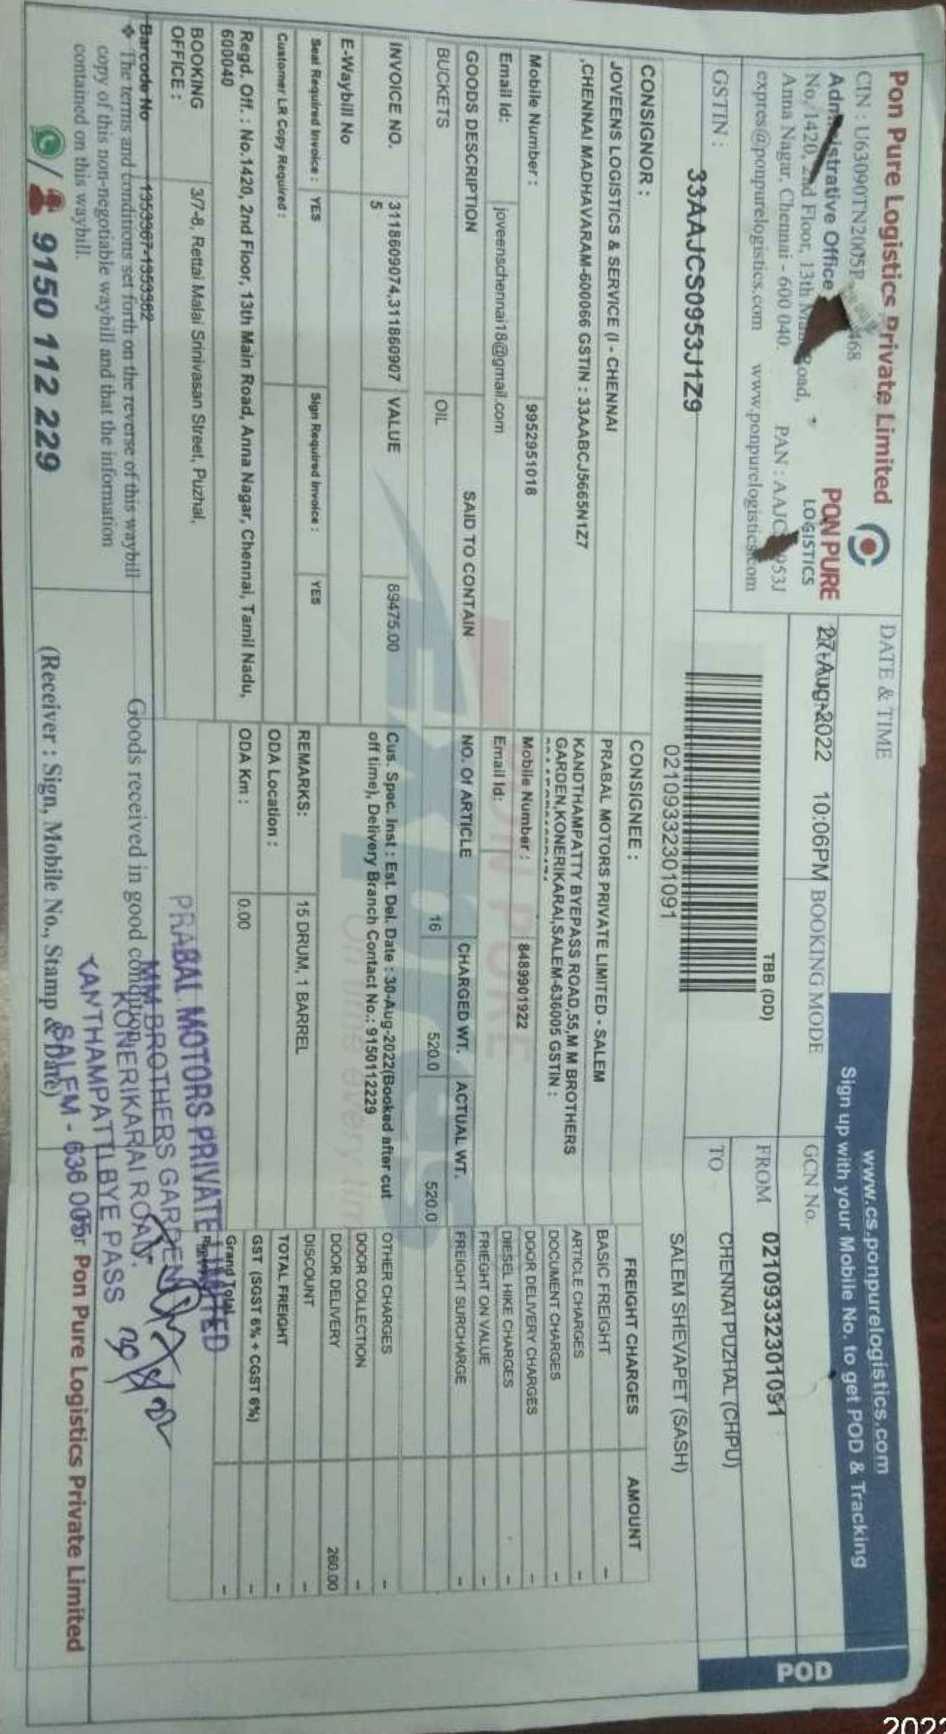 Pon Pure Logistics Private Limited
CIN : U63090TN2005P 468
Administrative Office
No. 1420, 2nd Floor, 13th Main Road,
Anna Nagar, Chennai - 600 040. PAN : AAJC 953J
expres@ponpurelogistics.com www.ponpurelogistics.com
PON PURE
LOGISTICS
GSTIN :
33AAJCS0953J1Z9
DATE & TIME
27-Aug-2022 10:06PM
BOOKING MODE
TBB (DD)
0210933230​1091
www.cs.ponpurelogistics.com
Sign up with your Mobile No. to get POD & Tracking
GCN No.
02109332301091
FROM
CHENNAI PUZHAL (CHPU)
TO
SALEM SHEVAPET (SASH)
POD
CONSIGNOR :
JOVEENS LOGISTICS & SERVICE (I - CHENNAI
,CHENNAI MADHAVARAM-600066 GSTIN : 33AABCJ5665N1Z7
Mobile Number : 9952951018
Email Id: joveenschennai18@gmail.com
CONSIGNEE :
PRABAL MOTORS PRIVATE LIMITED - SALEM
KANDTHAMPATTY BYEPASS ROAD,55,M M BROTHERS
GARDEN,KONERIKARAI,SALEM-636005 GSTIN :
Mobile Number : 8489901922
Email Id:
GOODS DESCRIPTION SAID TO CONTAIN NO. Of ARTICLE CHARGED WT. ACTUAL WT.
BUCKETS OIL 16 520.0 520.0
INVOICE NO. 3118609074,311860907 VALUE 89475.00
5
E-Waybill No
Seal Required Invoice : YES Sign Required Invoice : YES
Customer LR Copy Required :
Regd. Off. : No.1420, 2nd Floor, 13th Main Road, Anna Nagar, Chennai, Tamil Nadu,
600040
BOOKING OFFICE : 3/7-8, Rettai Malai Srinivasan Street, Puzhal,
Cus. Spec. Inst : Est. Del. Date : 30-Aug-2022(Booked after cut
off time), Delivery Branch Contact No.: 9150112229
REMARKS: 15 DRUM, 1 BARREL
ODA Location :
ODA Km : 0.00
FREIGHT CHARGES AMOUNT
BASIC FREIGHT -
ARTICLE CHARGES -
DOCUMENT CHARGES -
DOOR DELIVERY CHARGES -
DIESEL HIKE CHARGES -
FRIEGHT ON VALUE -
FREIGHT SURCHARGE -
OTHER CHARGES -
DOOR COLLECTION -
DOOR DELIVERY 260.00
DISCOUNT -
TOTAL FREIGHT -
GST (SGST 6% + CGST 6%) -
Grand Total -
Barcode No 1353367-1353382
❖ The terms and conditions set forth on the reverse of this waybill
copy of this non-negotiable waybill and that the information
contained on this waybill.
9150 112 229
Goods received in good condition
(Receiver : Sign, Mobile No., Stamp & Date)
PRABAL MOTORS PRIVATE LIMITED
MM BROTHERS GARDEN
KONERIKARAI ROAD.
KANTHAMPATTI BYE PASS
SALEM - 636 005
For Pon Pure Logistics Private Limited
PON PURE
EXPRESS